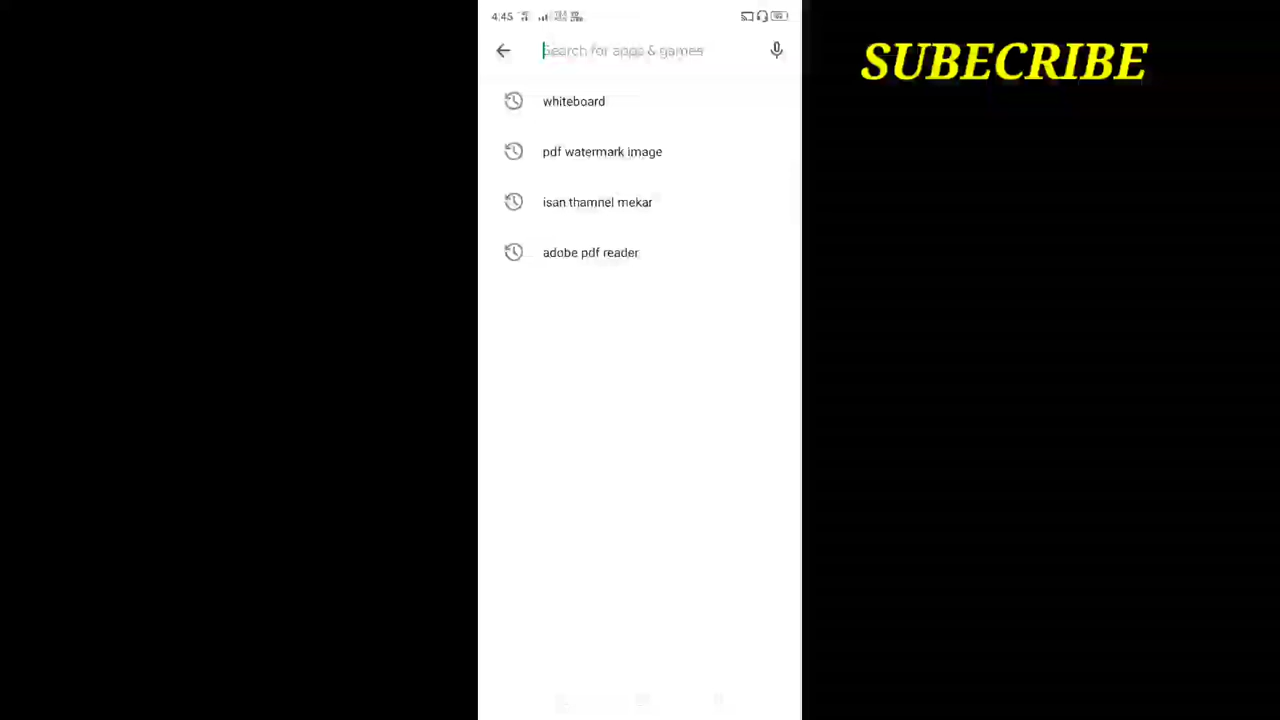 4:45
Search for apps & games
SUBECRIBE
whiteboard
pdf watermark image
isan thamnel mekar
adobe pdf reader